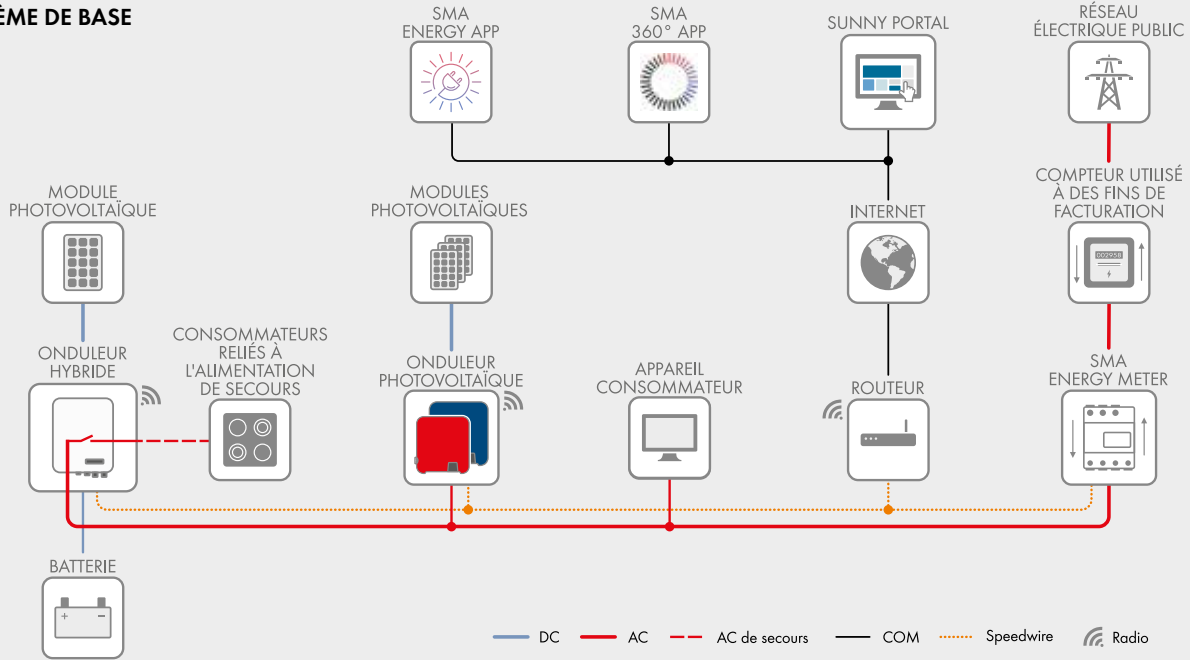 ÈME DE BASE
SMA
ENERGY APP
SMA
360° APP
SUNNY PORTAL
RÉSEAU
ÉLECTRIQUE PUBLIC
MODULE
PHOTOVOLTAÏQUE
MODULES
PHOTOVOLTAÏQUES
INTERNET
COMPTEUR UTILISÉ
À DES FINS DE
FACTURATION
002958
ONDULEUR
HYBRIDE
CONSOMMATEURS
RELIÉS À
L'ALIMENTATION
DE SECOURS
ONDULEUR
PHOTOVOLTAÏQUE
APPAREIL
CONSOMMATEUR
ROUTEUR
SMA
ENERGY METER
BATTERIE
+ −
DC
AC
AC de secours
COM
Speedwire
Radio